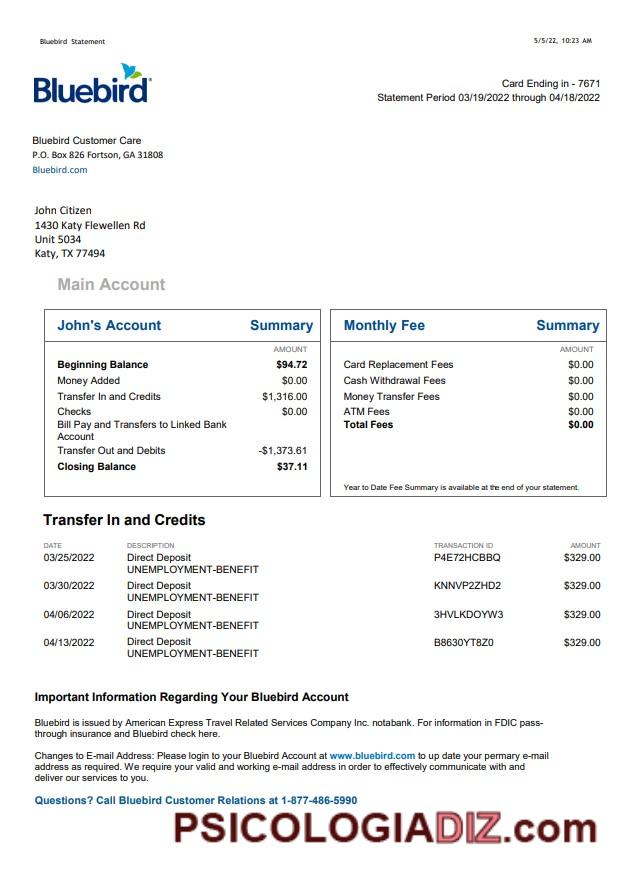 Bluebird Statement
5/5/22, 10:23 AM
Bluebird
Card Ending in - 7671
Statement Period 03/19/2022 through 04/18/2022
Bluebird Customer Care
P.O. Box 826 Fortson, GA 31808
Bluebird.com
John Citizen
1430 Katy Flewellen Rd
Unit 5034
Katy, TX 77494
Main Account
John's Account Summary
AMOUNT
Beginning Balance $94.72
Money Added $0.00
Transfer In and Credits $1,316.00
Checks $0.00
Bill Pay and Transfers to Linked Bank
Account
Transfer Out and Debits -$1,373.61
Closing Balance $37.11
Monthly Fee Summary
AMOUNT
Card Replacement Fees $0.00
Cash Withdrawal Fees $0.00
Money Transfer Fees $0.00
ATM Fees $0.00
Total Fees $0.00
Year to Date Fee Summary is available at the end of your statement.
Transfer In and Credits
DATE DESCRIPTION TRANSACTION ID AMOUNT
03/25/2022 Direct Deposit P4E72HCBBQ $329.00
UNEMPLOYMENT-BENEFIT
03/30/2022 Direct Deposit KNNVP2ZHD2 $329.00
UNEMPLOYMENT-BENEFIT
04/06/2022 Direct Deposit 3HVLKDOYW3 $329.00
UNEMPLOYMENT-BENEFIT
04/13/2022 Direct Deposit B8630YT8Z0 $329.00
UNEMPLOYMENT-BENEFIT
Important Information Regarding Your Bluebird Account
Bluebird is issued by American Express Travel Related Services Company Inc. notabank. For information in FDIC pass-
through insurance and Bluebird check here.
Changes to E-mail Address: Please login to your Bluebird Account at www.bluebird.com to up date your permary e-mail
address as required. We require your valid and working e-mail address in order to effectively communicate with and
deliver our services to you.
Questions? Call Bluebird Customer Relations at 1-877-486-5990
PSICOLOGIADIZ.com